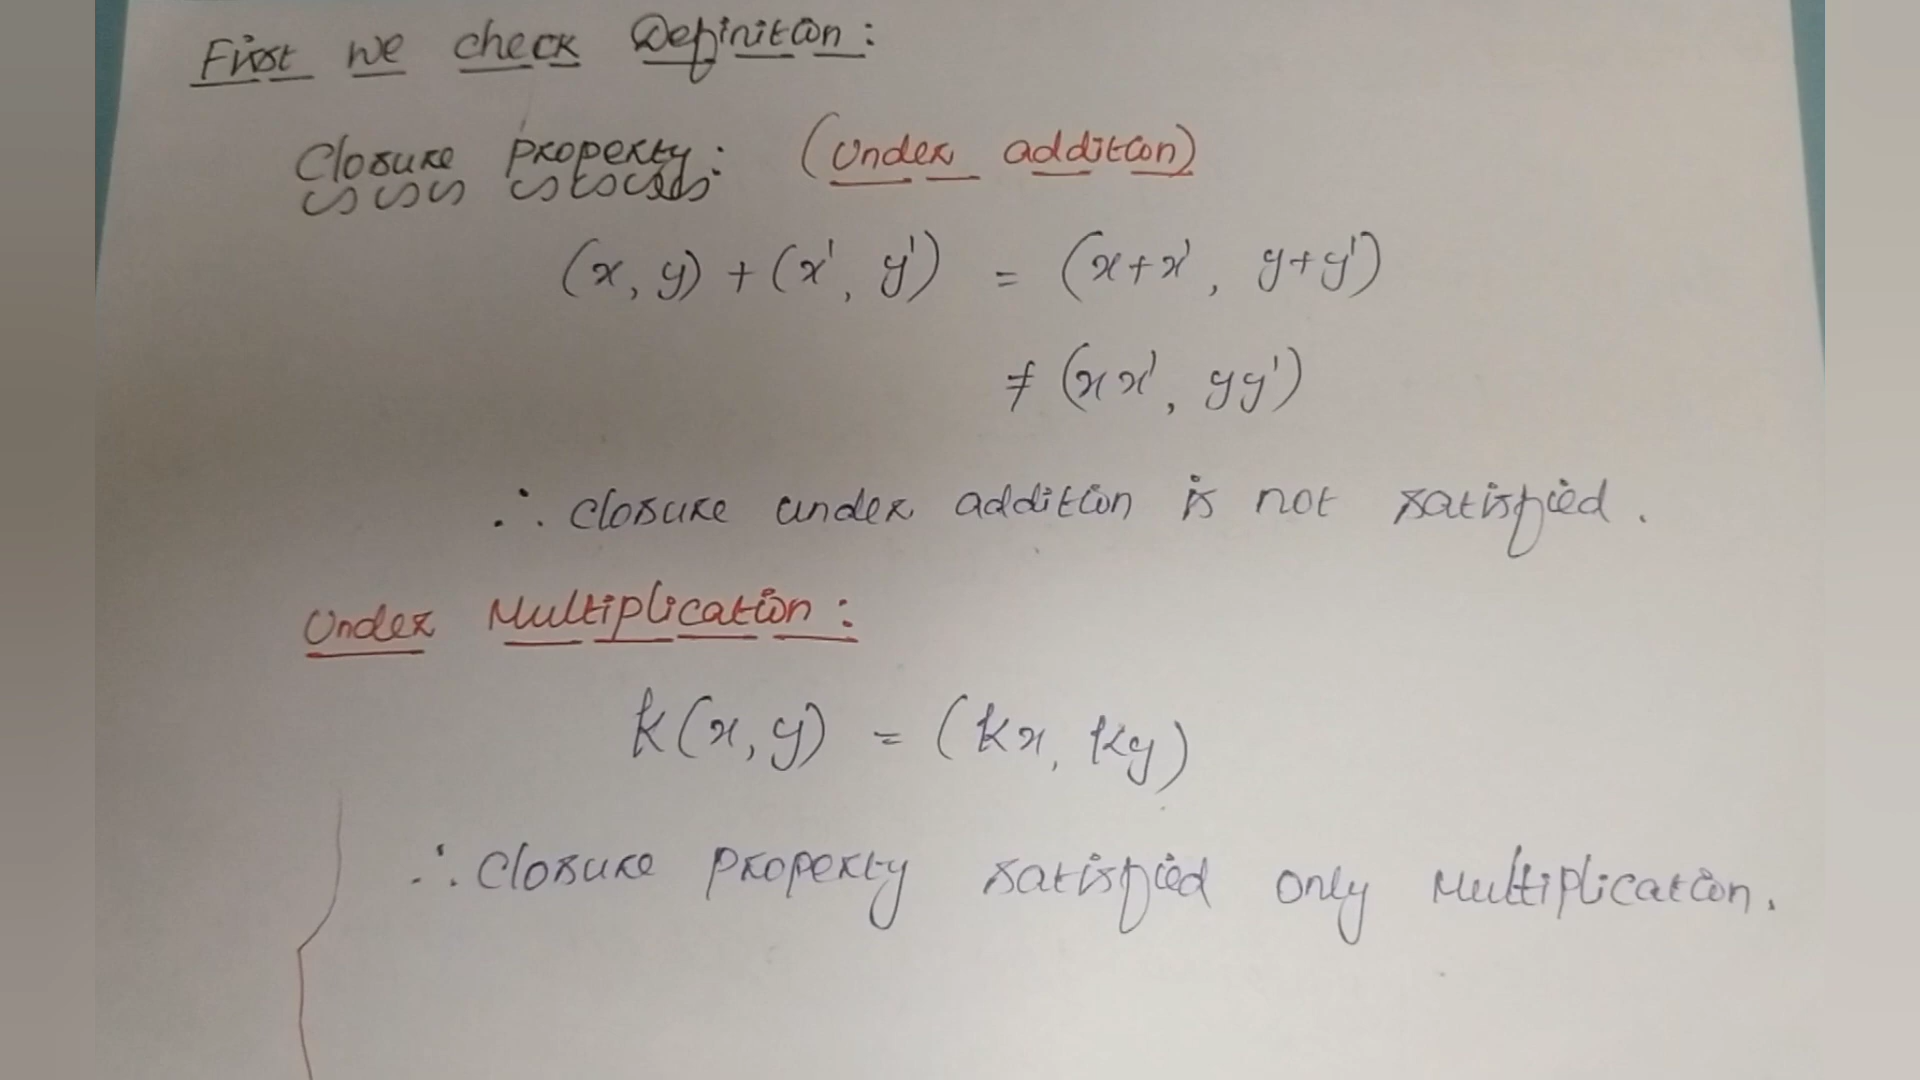 First we check Definition:
Closure property: (Under addition)
(x, y) + (x', y') = (x+x', y+y')
≠ (xx', yy')
∴ closure under addition is not satisfied.
Under Multiplication:
k(x, y) = (kx, ky)
∴ closure property satisfied only multiplication.